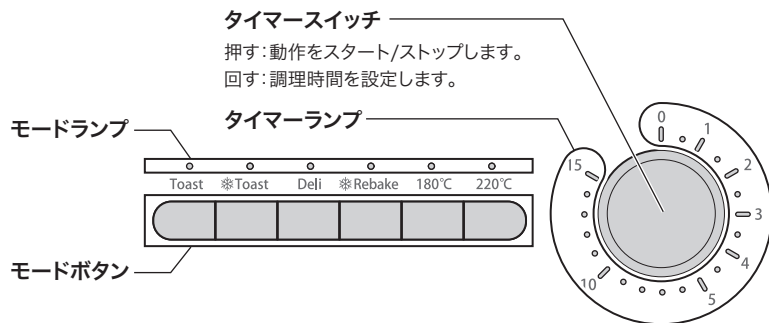 タイマースイッチ
押す：動作をスタート/ストップします。
回す：調理時間を設定します。
モードランプ
タイマーランプ
Toast ❄Toast Deli ❄Rebake 180℃ 220℃
モードボタン
0
1
2
3
4
5
10
15